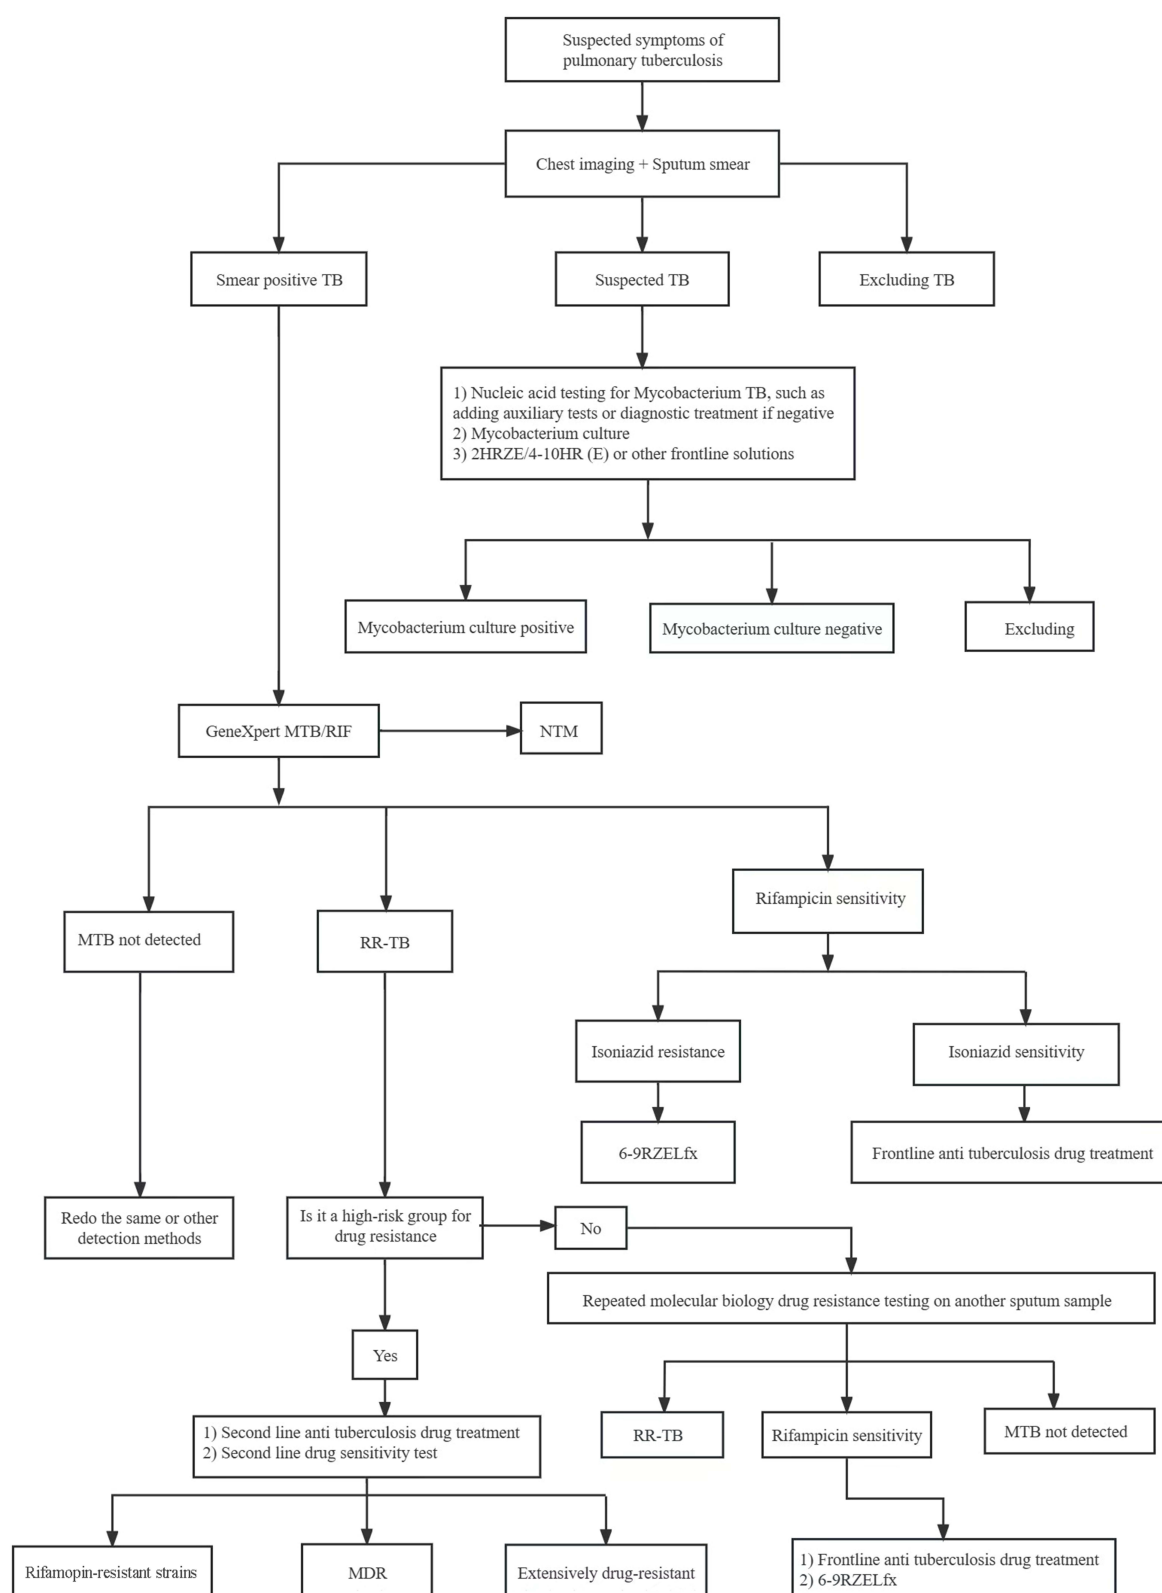 Suspected symptoms of
pulmonary tuberculosis
Chest imaging + Sputum smear
Smear positive TB
Suspected TB
Excluding TB
1) Nucleic acid testing for Mycobacterium TB, such as
adding auxiliary tests or diagnostic treatment if negative
2) Mycobacterium culture
3) 2HRZE/4-10HR (E) or other frontline solutions
Mycobacterium culture positive
Mycobacterium culture negative
Excluding
GeneXpert MTB/RIF
NTM
Rifampicin sensitivity
MTB not detected
RR-TB
Isoniazid resistance
Isoniazid sensitivity
6-9RZELfx
Frontline anti tuberculosis drug treatment
Redo the same or other
detection methods
Is it a high-risk group for
drug resistance
No
Repeated molecular biology drug resistance testing on another sputum sample
Yes
1) Second line anti tuberculosis drug treatment
2) Second line drug sensitivity test
RR-TB
Rifampicin sensitivity
MTB not detected
Rifamopin-resistant strains
MDR
Extensively drug-resistant
1) Frontline anti tuberculosis drug treatment
2) 6-9RZELfx